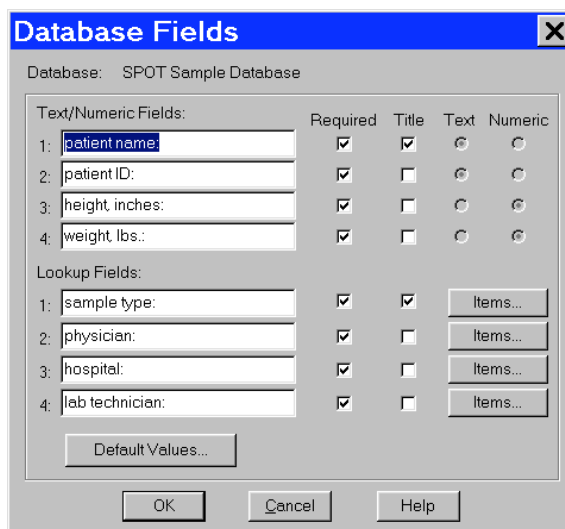 Database Fields
Database: SPOT Sample Database
Text/Numeric Fields: Required Title Text Numeric
1: patient name:
2: patient ID:
3: height, inches:
4: weight, lbs.:
Lookup Fields:
1: sample type: Items...
2: physician: Items...
3: hospital: Items...
4: lab technician: Items...
Default Values...
OK Cancel Help